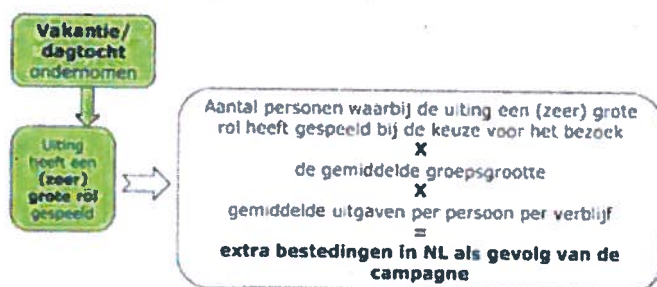 Vakantie/
dagtocht
ondernomen
Uiting
heeft een
(zeer)
grote rol
gespeeld
Aantal personen waarbij de uiting een (zeer) grote
rol heeft gespeeld bij de keuze voor het bezoek
X
de gemiddelde groepsgrootte
X
gemiddelde uitgaven per persoon per verblijf
=
extra bestedingen in NL als gevolg van de
campagne